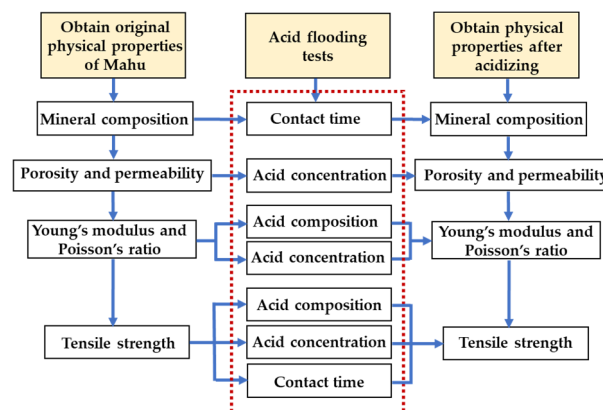 Obtain original
physical properties
of Mahu
Acid flooding
tests
Obtain physical
properties after
acidizing
Mineral composition
Contact time
Mineral composition
Porosity and permeability
Acid concentration
Porosity and permeability
Young's modulus and
Poisson's ratio
Acid composition
Acid concentration
Young's modulus and
Poisson's ratio
Tensile strength
Acid composition
Acid concentration
Contact time
Tensile strength